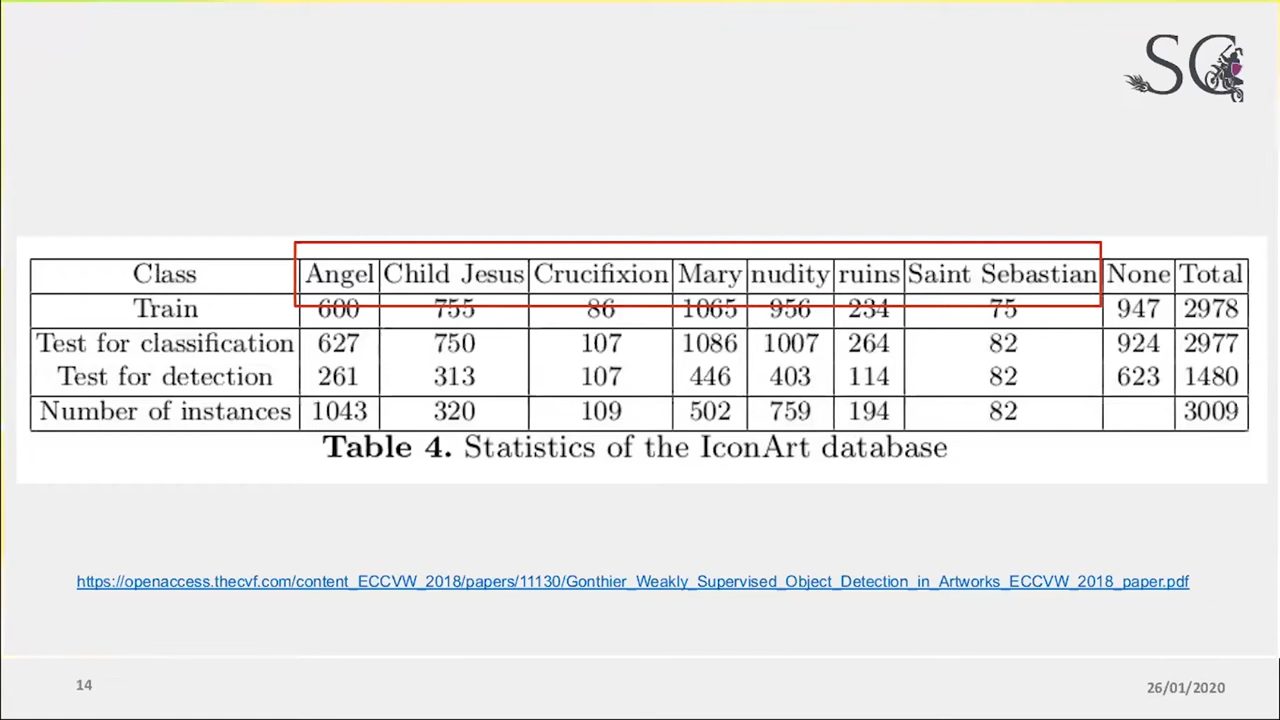 SC
Class Angel Child Jesus Crucifixion Mary nudity ruins Saint Sebastian None Total
Train 600 755 86 1065 956 234 75 947 2978
Test for classification 627 750 107 1086 1007 264 82 924 2977
Test for detection 261 313 107 446 403 114 82 623 1480
Number of instances 1043 320 109 502 759 194 82 3009
Table 4. Statistics of the IconArt database
https://openaccess.thecvf.com/content_ECCVW_2018/papers/11130/Gonthier_Weakly_Supervised_Object_Detection_in_Artworks_ECCVW_2018_paper.pdf
14
26/01/2020